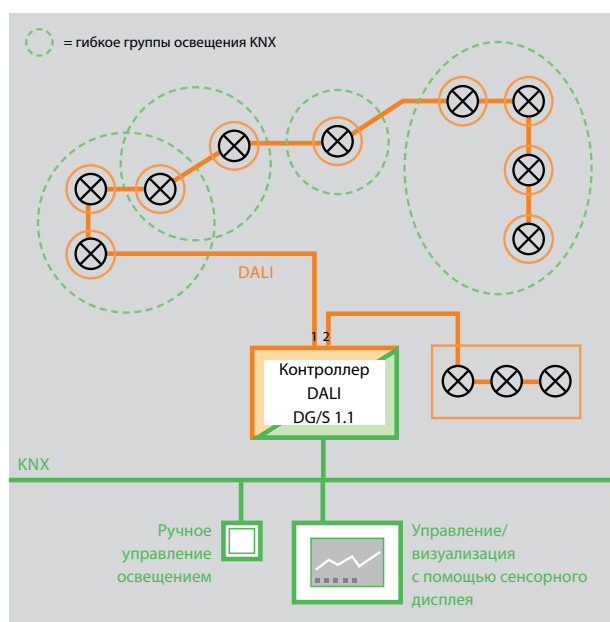 = гибкое группы освещения KNX
DALI
1 2
Контроллер
DALI
DG/S 1.1
KNX
Ручное
управление
освещением
Управление/
визуализация
с помощью сенсорного
дисплея